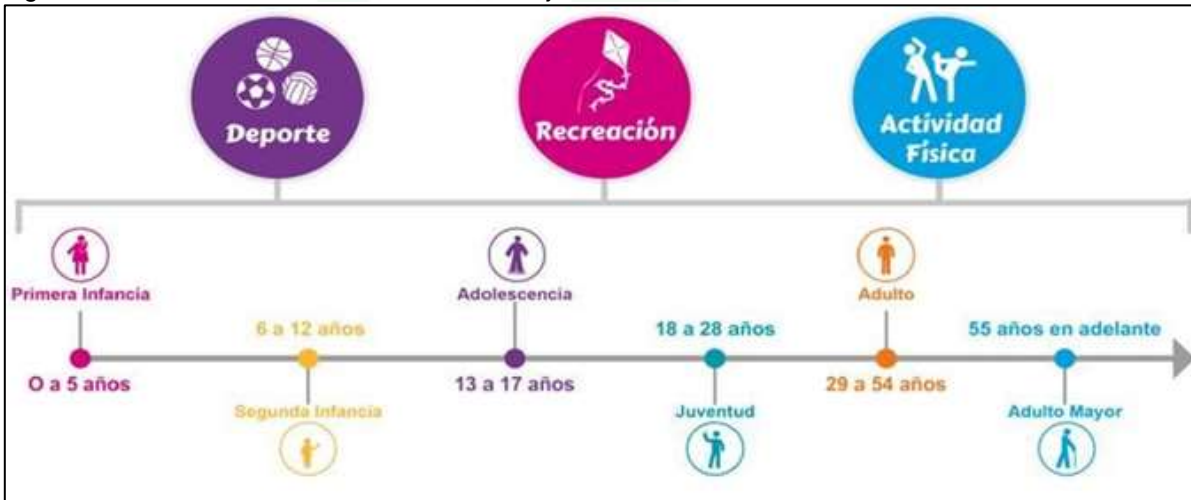 Deporte
Recreación
Actividad
Física
Primera Infancia
Adolescencia
Adulto
6 a 12 años
18 a 28 años
55 años en adelante
O a 5 años
13 a 17 años
29 a 54 años
Segunda Infancia
Juventud
Adulto Mayor